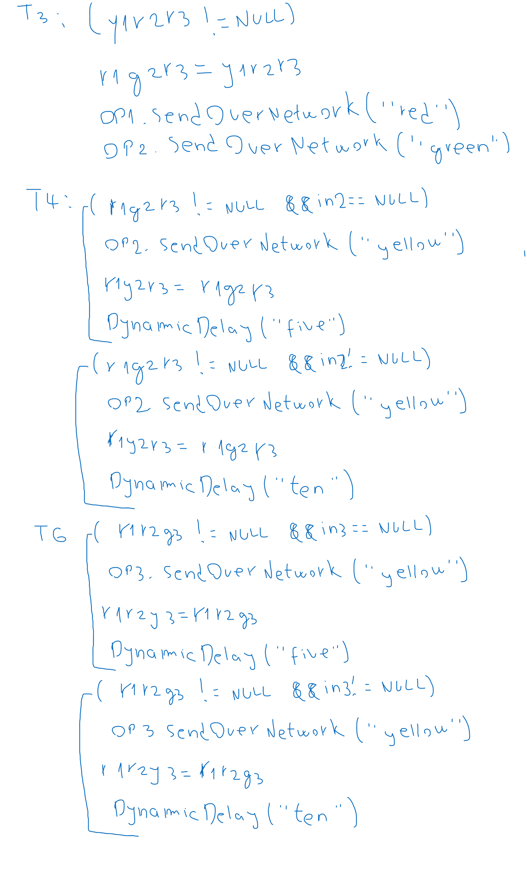 T3: (y1r2r3 != NULL)
r1g2r3 = y1r2r3
OP1.SendOverNetwork(''red'')
OP2. SendOverNetwork(''green'')
T4: (r1g2r3 != NULL && in2 == NULL)
OP2. SendOverNetwork (''yellow'')
r1y2r3 = r1g2r3
DynamicDelay(''five'')
(r1g2r3 != NULL && in2 != NULL)
OP2 SendOverNetwork (''yellow'')
r1y2r3 = r1g2r3
DynamicDelay(''ten'')
T6 (r1r2g3 != NULL && in3 == NULL)
OP3. SendOverNetwork (''yellow'')
r1r2y3 = r1r2g3
DynamicDelay(''five'')
(r1r2g3 != NULL && in3 != NULL)
OP3 SendOverNetwork (''yellow'')
r1r2y3 = r1r2g3
DynamicDelay(''ten'')